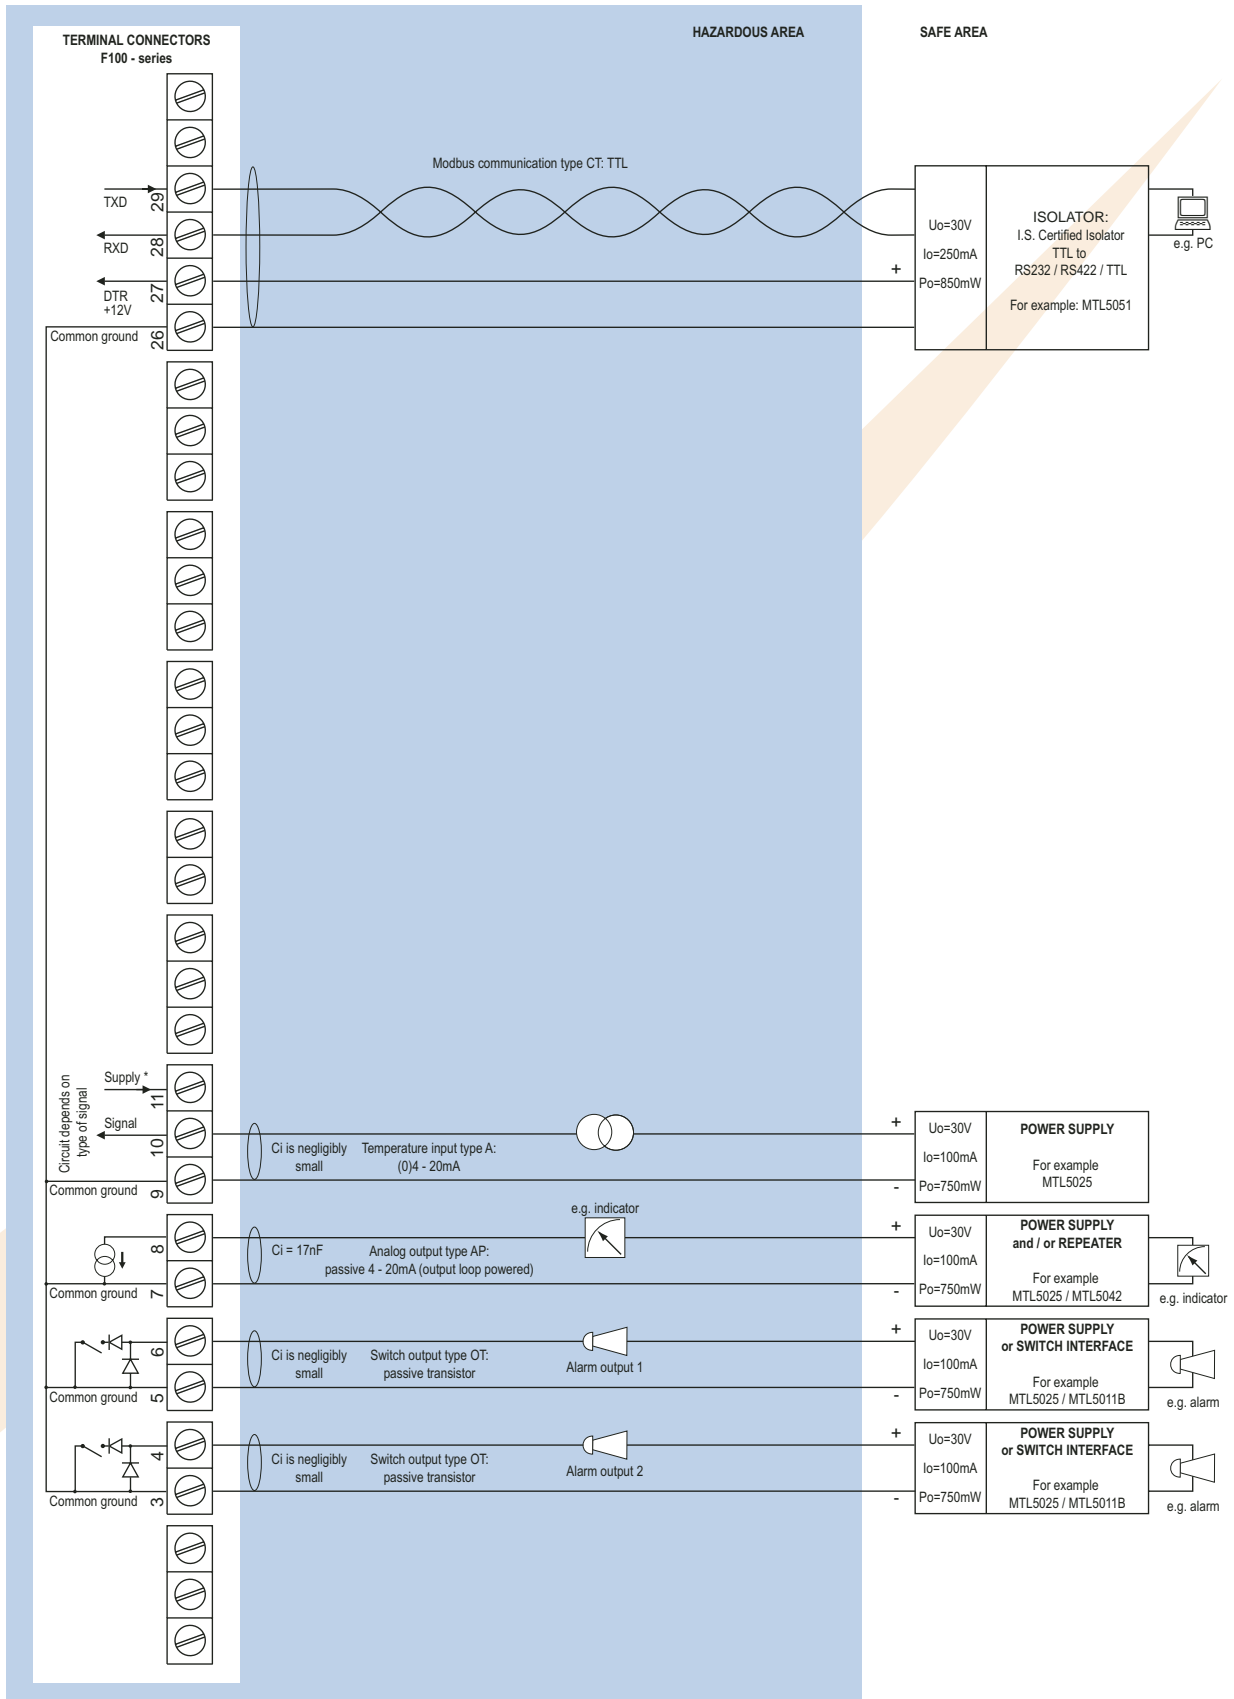 TERMINAL CONNECTORS
F100 - series
HAZARDOUS AREA
SAFE AREA
Modbus communication type CT: TTL
TXD
29
RXD
28
DTR
+12V
27
Common ground
26
+
Uo=30V
Io=250mA
Po=850mW
ISOLATOR:
I.S. Certified Isolator
TTL to
RS232 / RS422 / TTL
For example: MTL5051
e.g. PC
Circuit depends on
type of signal
Supply *
11
Signal
10
Common ground
9
Ci is negligibly
small
Temperature input type A:
(0)4 - 20mA
+
-
Uo=30V
Io=100mA
Po=750mW
POWER SUPPLY
For example
MTL5025
8
Common ground
7
Ci = 17nF
Analog output type AP:
passive 4 - 20mA (output loop powered)
e.g. indicator
+
-
Uo=30V
Io=100mA
Po=750mW
POWER SUPPLY
and / or REPEATER
For example
MTL5025 / MTL5042
e.g. indicator
6
Common ground
5
Ci is negligibly
small
Switch output type OT:
passive transistor
Alarm output 1
+
-
Uo=30V
Io=100mA
Po=750mW
POWER SUPPLY
or SWITCH INTERFACE
For example
MTL5025 / MTL5011B
e.g. alarm
4
Common ground
3
Ci is negligibly
small
Switch output type OT:
passive transistor
Alarm output 2
+
-
Uo=30V
Io=100mA
Po=750mW
POWER SUPPLY
or SWITCH INTERFACE
For example
MTL5025 / MTL5011B
e.g. alarm